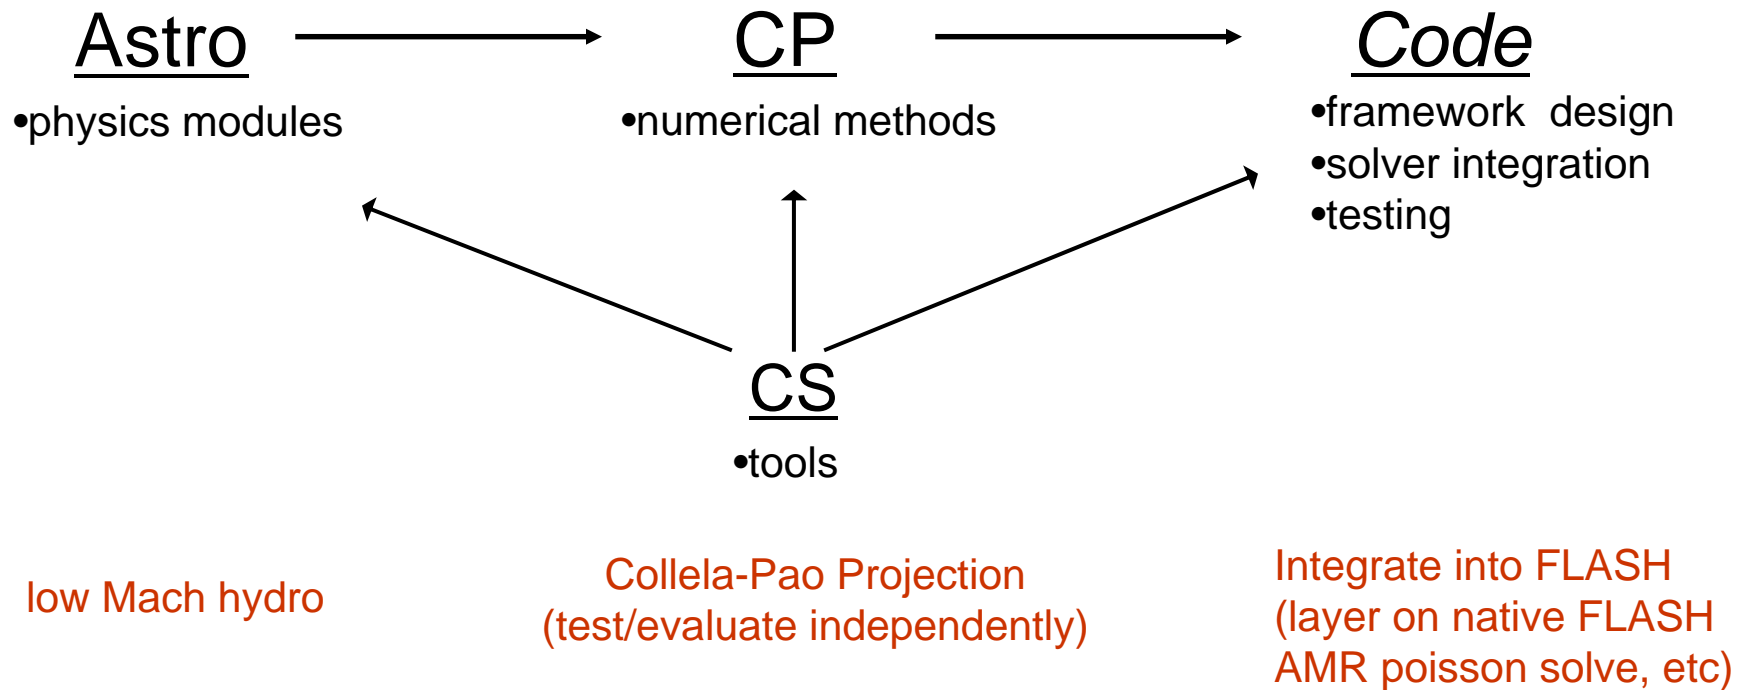 Astro
CP
Code
•physics modules
•numerical methods
•framework design
•solver integration
•testing
CS
•tools
low Mach hydro
Collela-Pao Projection
(test/evaluate independently)
Integrate into FLASH
(layer on native FLASH
AMR poisson solve, etc)